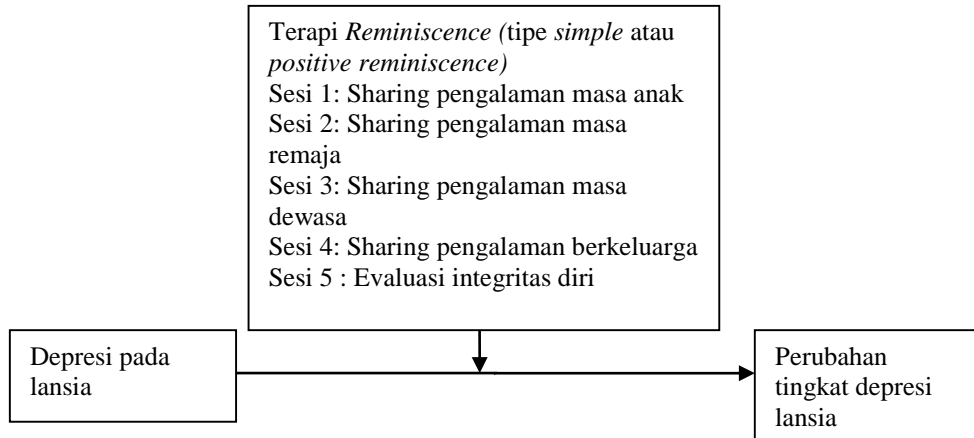 Terapi Reminiscence (tipe simple atau
positive reminiscence)
Sesi 1: Sharing pengalaman masa anak
Sesi 2: Sharing pengalaman masa
remaja
Sesi 3: Sharing pengalaman masa
dewasa
Sesi 4: Sharing pengalaman berkeluarga
Sesi 5 : Evaluasi integritas diri
Depresi pada
lansia
Perubahan
tingkat depresi
lansia